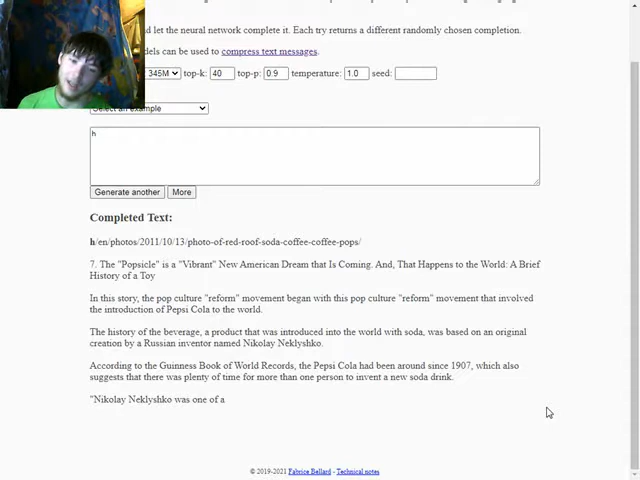 nd let the neural network complete it. Each try returns a different randomly chosen completion.
dels can be used to compress text messages.
345M top-k: 40 top-p: 0.9 temperature: 1.0 seed:
Select an example
h
Generate another More
Completed Text:
h/en/photos/2011/10/13/photo-of-red-roof-soda-coffee-coffee-pops/
7. The "Popsicle" is a "Vibrant" New American Dream that Is Coming. And, That Happens to the World: A Brief
History of a Toy
In this story, the pop culture "reform" movement began with this pop culture "reform" movement that involved
the introduction of Pepsi Cola to the world.
The history of the beverage, a product that was introduced into the world with soda, was based on an original
creation by a Russian inventor named Nikolay Neklyshko.
According to the Guinness Book of World Records, the Pepsi Cola had been around since 1907, which also
suggests that there was plenty of time for more than one person to invent a new soda drink.
"Nikolay Neklyshko was one of a
© 2019-2021 Fabrice Bellard - Technical notes